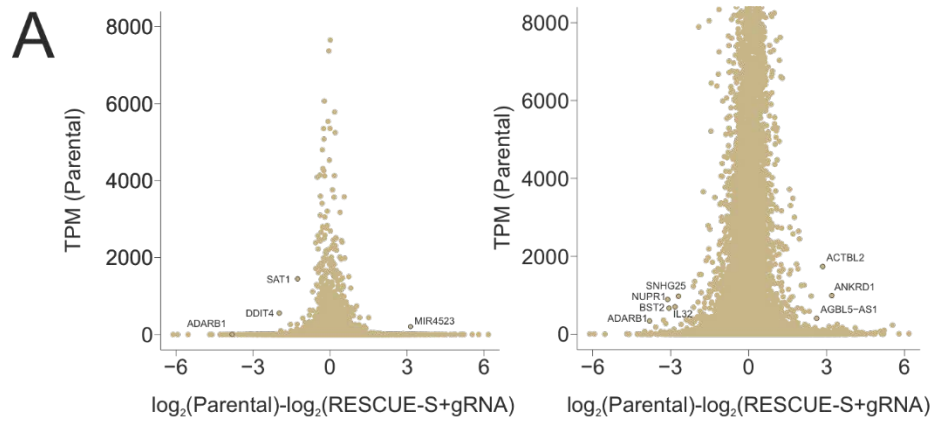 A
8000
6000
4000
2000
0
TPM (Parental)
SAT1
DDIT4
ADARB1
MIR4523
−6
−3
0
3
6
log₂(Parental)-log₂(RESCUE-S+gRNA)
8000
6000
4000
2000
0
TPM (Parental)
ACTBL2
SNHG25
NUPR1
ANKRD1
BST2
IL32
AGBL5−AS1
ADARB1
−6
−3
0
3
6
log₂(Parental)-log₂(RESCUE-S+gRNA)